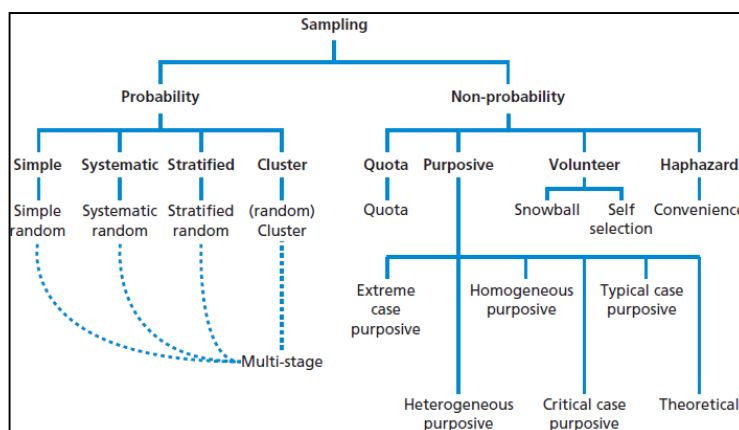 Sampling
Probability Non-probability
Simple Systematic Stratified Cluster Quota Purposive Volunteer Haphazard
Simple random
Systematic random
Stratified random
(random) Cluster
Quota
Snowball
Self selection
Convenience
Extreme case purposive
Homogeneous purposive
Typical case purposive
Multi-stage
Heterogeneous purposive
Critical case purposive
Theoretical